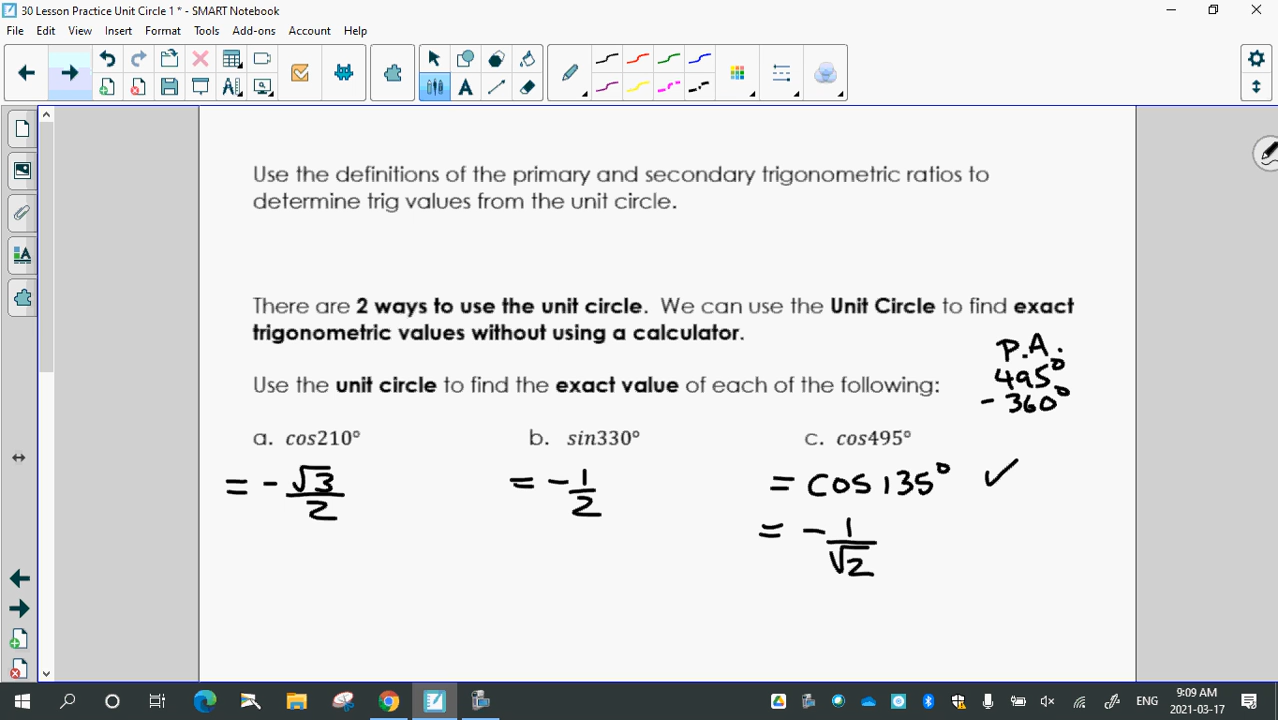 30 Lesson Practice Unit Circle 1 * - SMART Notebook
File Edit View Insert Format Tools Add-ons Account Help
Use the definitions of the primary and secondary trigonometric ratios to
determine trig values from the unit circle.
There are 2 ways to use the unit circle. We can use the Unit Circle to find exact
trigonometric values without using a calculator.
P.A.
495°
- 360°
Use the unit circle to find the exact value of each of the following:
a. cos210° b. sin330° c. cos495°
= -√3/2 = -1/2 = cos 135° ✓
= -1/√2
ENG
9:09 AM
2021-03-17